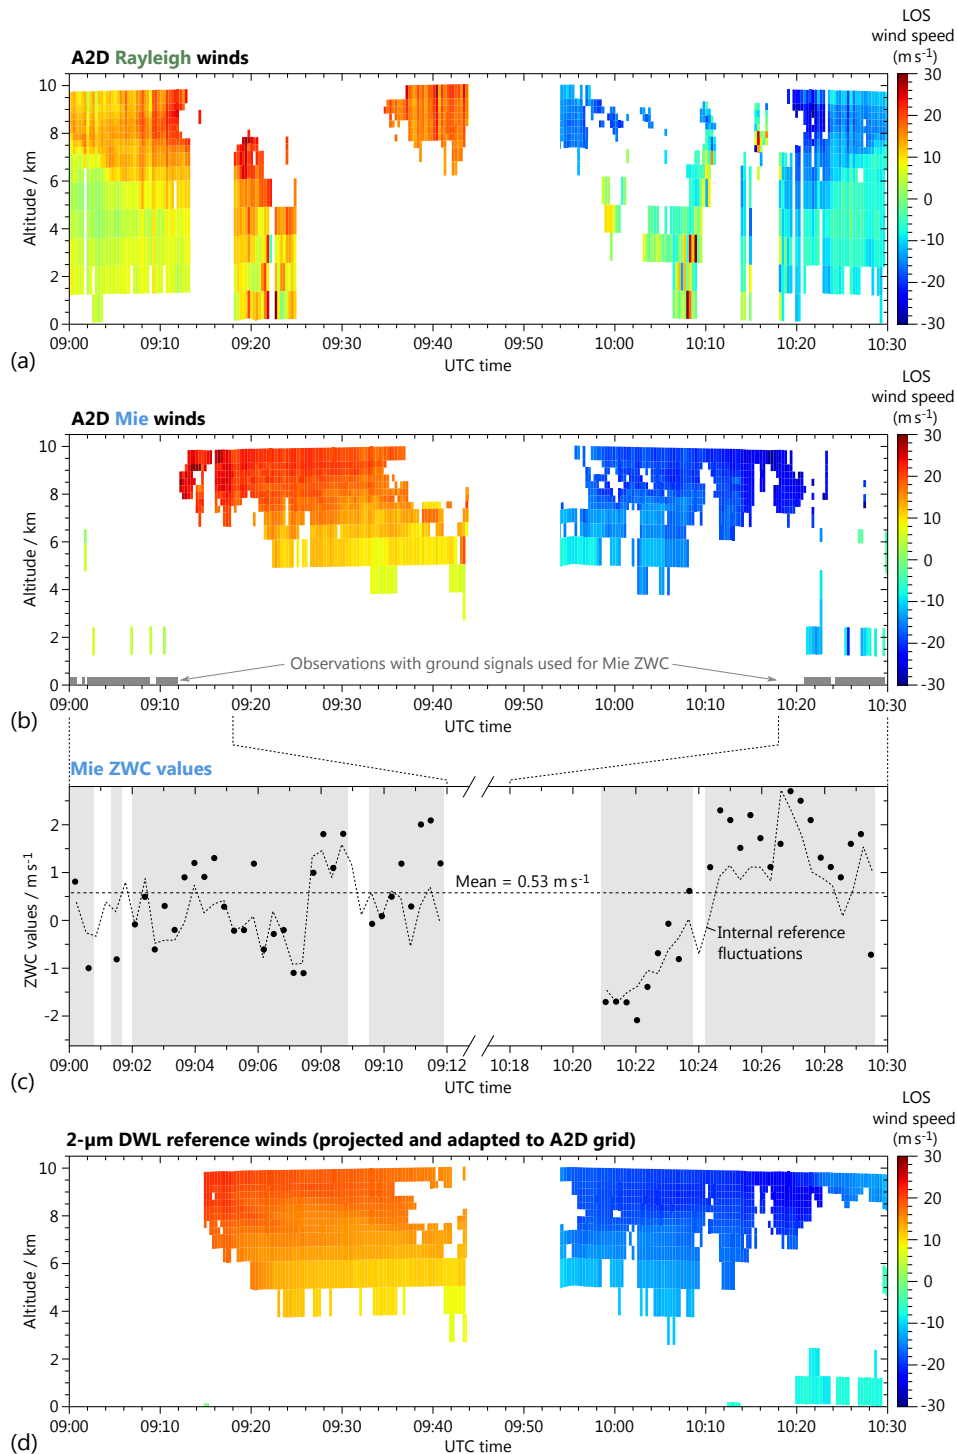 LOS
wind speed
(m s⁻¹)
A2D Rayleigh winds
10
8
6
4
2
0
Altitude / km
30
20
10
0
-10
-20
-30
09:00 09:10 09:20 09:30 09:40 09:50 10:00 10:10 10:20 10:30
UTC time
(a)
LOS
wind speed
(m s⁻¹)
A2D Mie winds
10
8
6
4
2
0
Altitude / km
30
20
10
0
-10
-20
-30
Observations with ground signals used for Mie ZWC
09:00 09:10 09:20 09:30 09:40 09:50 10:00 10:10 10:20 10:30
UTC time
(b)
Mie ZWC values
2
1
0
-1
-2
ZWC values / m s⁻¹
Mean = 0.53 m s⁻¹
Internal reference
fluctuations
09:00 09:02 09:04 09:06 09:08 09:10 09:12 10:18 10:20 10:22 10:24 10:26 10:28 10:30
UTC time
(c)
LOS
wind speed
(m s⁻¹)
2-µm DWL reference winds (projected and adapted to A2D grid)
10
8
6
4
2
0
Altitude / km
30
20
10
0
-10
-20
-30
09:00 09:10 09:20 09:30 09:40 09:50 10:00 10:10 10:20 10:30
UTC time
(d)